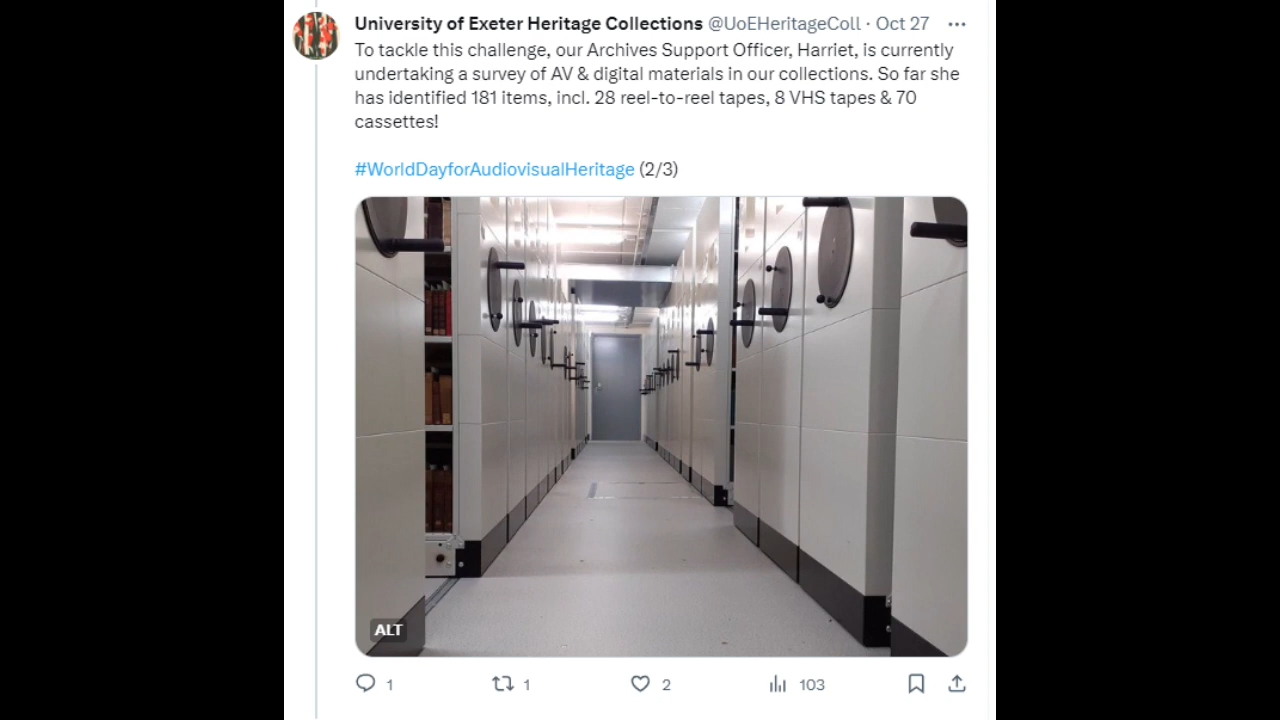 University of Exeter Heritage Collections @UoEHeritageColl · Oct 27
To tackle this challenge, our Archives Support Officer, Harriet, is currently
undertaking a survey of AV & digital materials in our collections. So far she
has identified 181 items, incl. 28 reel-to-reel tapes, 8 VHS tapes & 70
cassettes!
#WorldDayforAudiovisualHeritage (2/3)
ALT
1 1 2 103